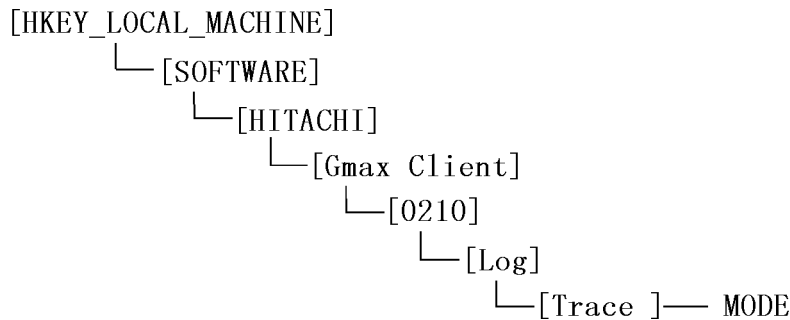 [HKEY_LOCAL_MACHINE]
[SOFTWARE]
[HITACHI]
[Gmax Client]
[0210]
[Log]
[Trace ] MODE